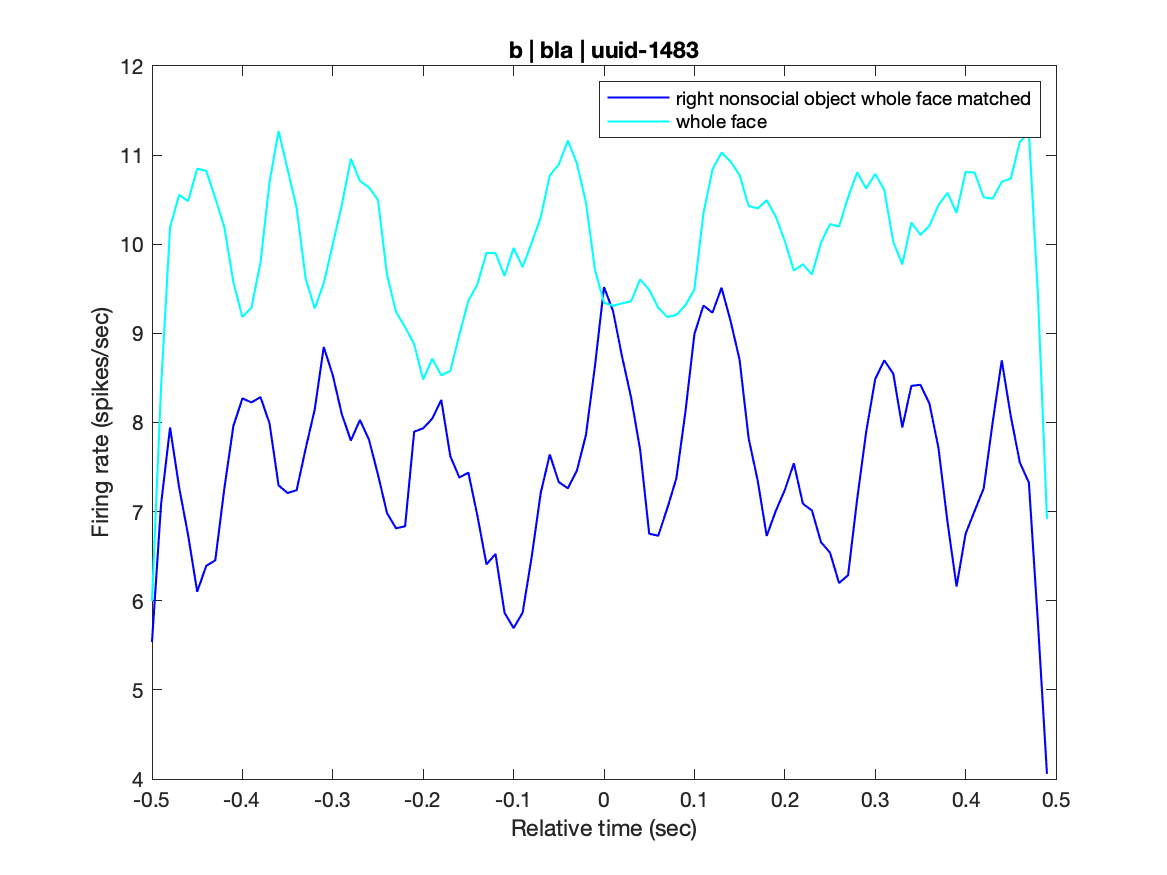 b | bla | uuid-1483
right nonsocial object whole face matched
whole face
12
11
10
9
8
7
6
5
4
Firing rate (spikes/sec)
-0.5 -0.4 -0.3 -0.2 -0.1 0 0.1 0.2 0.3 0.4 0.5
Relative time (sec)